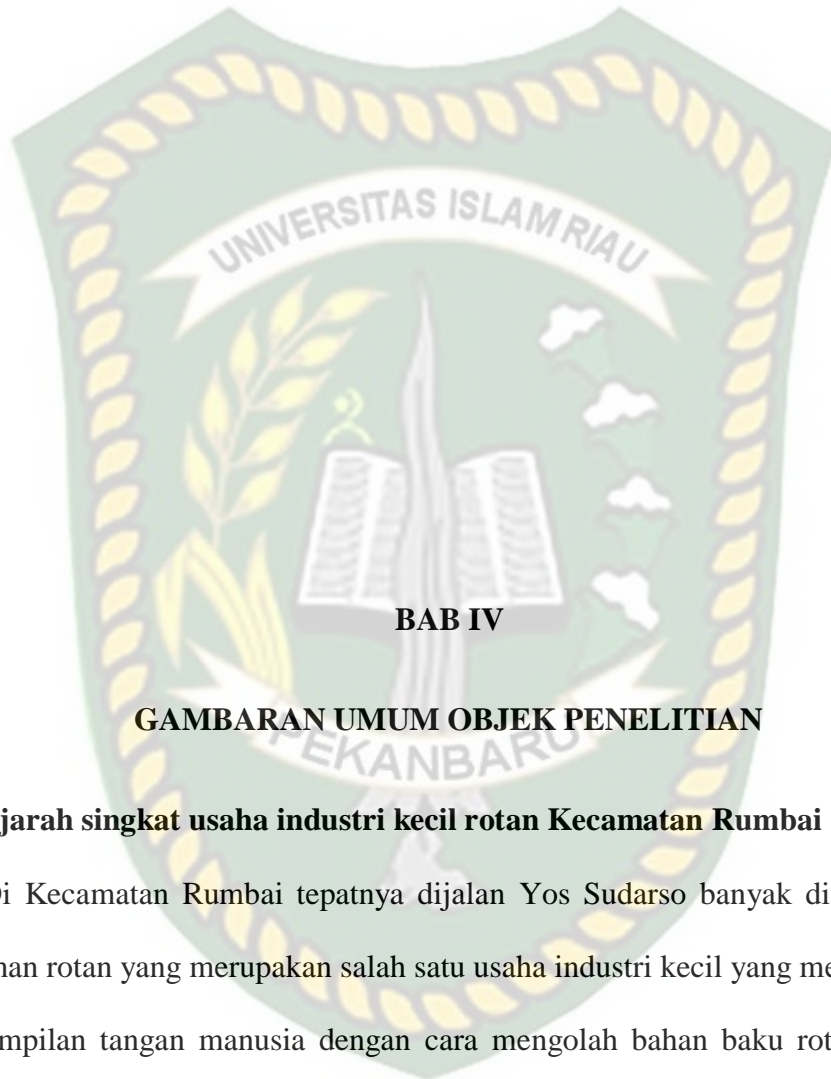 UNIVERSITAS ISLAM RIAU
BAB IV
GAMBARAN UMUM OBJEK PENELITIAN
PEKANBARU
jarah singkat usaha industri kecil rotan Kecamatan Rumbai
Di Kecamatan Rumbai tepatnya dijalan Yos Sudarso banyak di
nan rotan yang merupakan salah satu usaha industri kecil yang me
mpilan tangan manusia dengan cara mengolah bahan baku rot